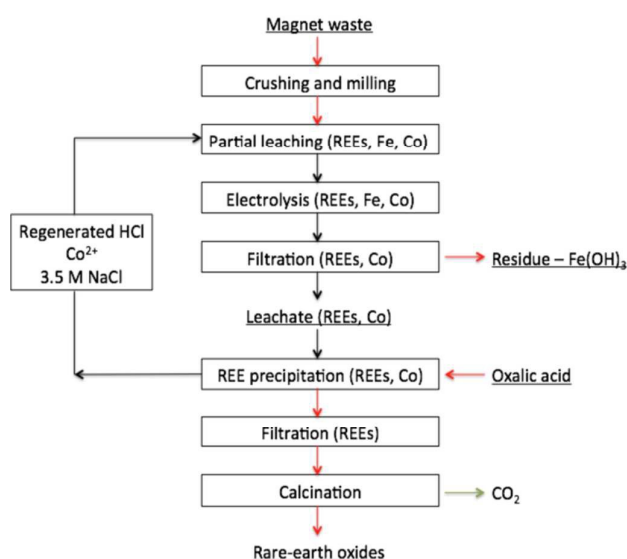 Magnet waste
Crushing and milling
Partial leaching (REEs, Fe, Co)
Electrolysis (REEs, Fe, Co)
Regenerated HCl
Co²⁺
3.5 M NaCl
Filtration (REEs, Co)
Residue – Fe(OH)₃
Leachate (REEs, Co)
REE precipitation (REEs, Co)
Oxalic acid
Filtration (REEs)
Calcination
CO₂
Rare-earth oxides